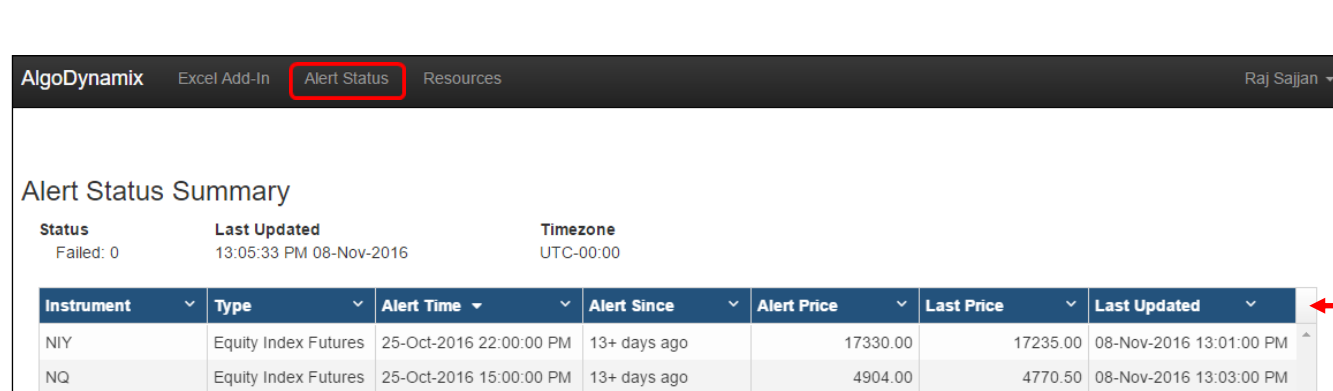 AlgoDynamix Excel Add-In Alert Status Resources Raj Sajjan
Alert Status Summary
Status Last Updated Timezone
Failed: 0 13:05:33 PM 08-Nov-2016 UTC-00:00
Instrument Type Alert Time Alert Since Alert Price Last Price Last Updated
NIY Equity Index Futures 25-Oct-2016 22:00:00 PM 13+ days ago 17330.00 17235.00 08-Nov-2016 13:01:00 PM
NQ Equity Index Futures 25-Oct-2016 15:00:00 PM 13+ days ago 4904.00 4770.50 08-Nov-2016 13:03:00 PM